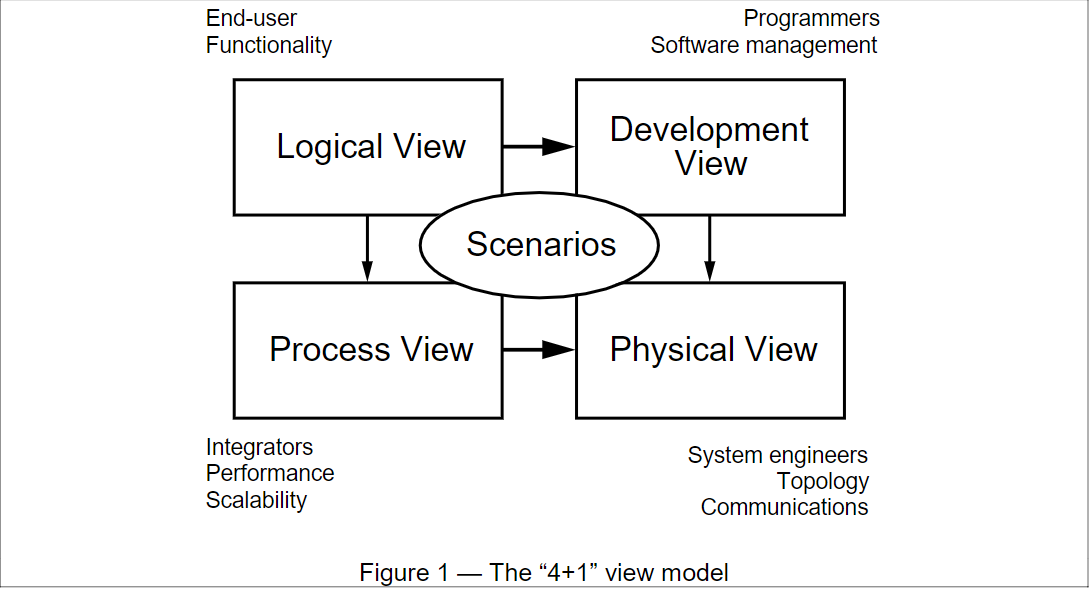 End-user
Functionality
Programmers
Software management
Logical View
Development
View
Scenarios
Process View
Physical View
Integrators
Performance
Scalability
System engineers
Topology
Communications
Figure 1 — The “4+1” view model